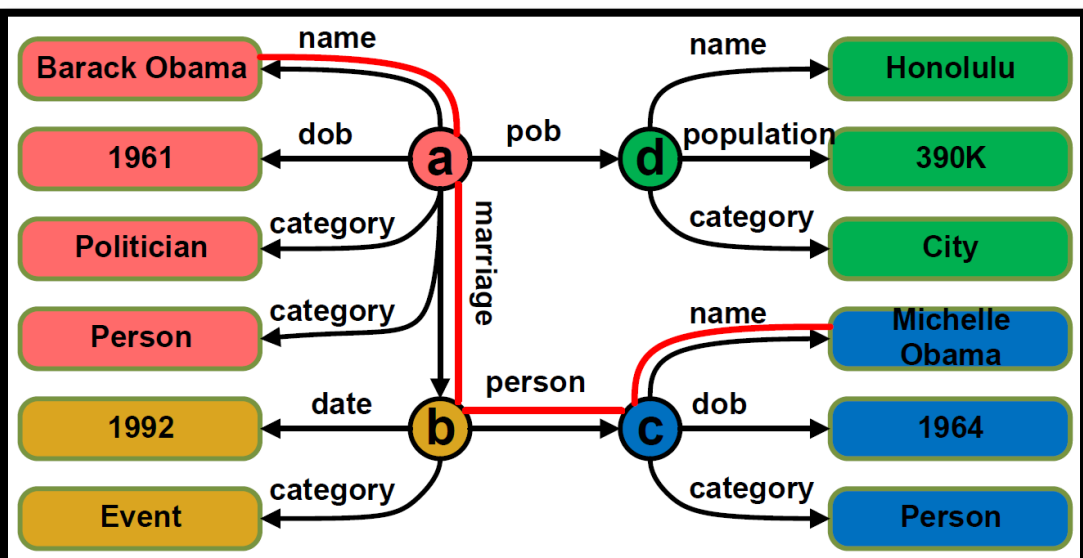 name
name
Barack Obama
Honolulu
dob
pob
population
1961
a
d
390K
category
marriage
category
Politician
City
category
name
Person
Michelle
Obama
date
person
dob
1992
b
c
1964
category
category
Event
Person